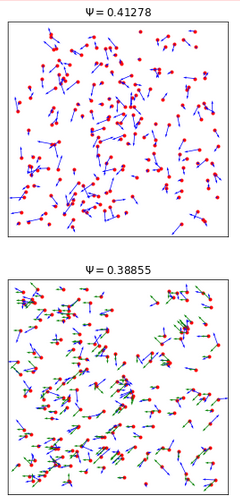 Ψ = 0.41278
Ψ = 0.38855